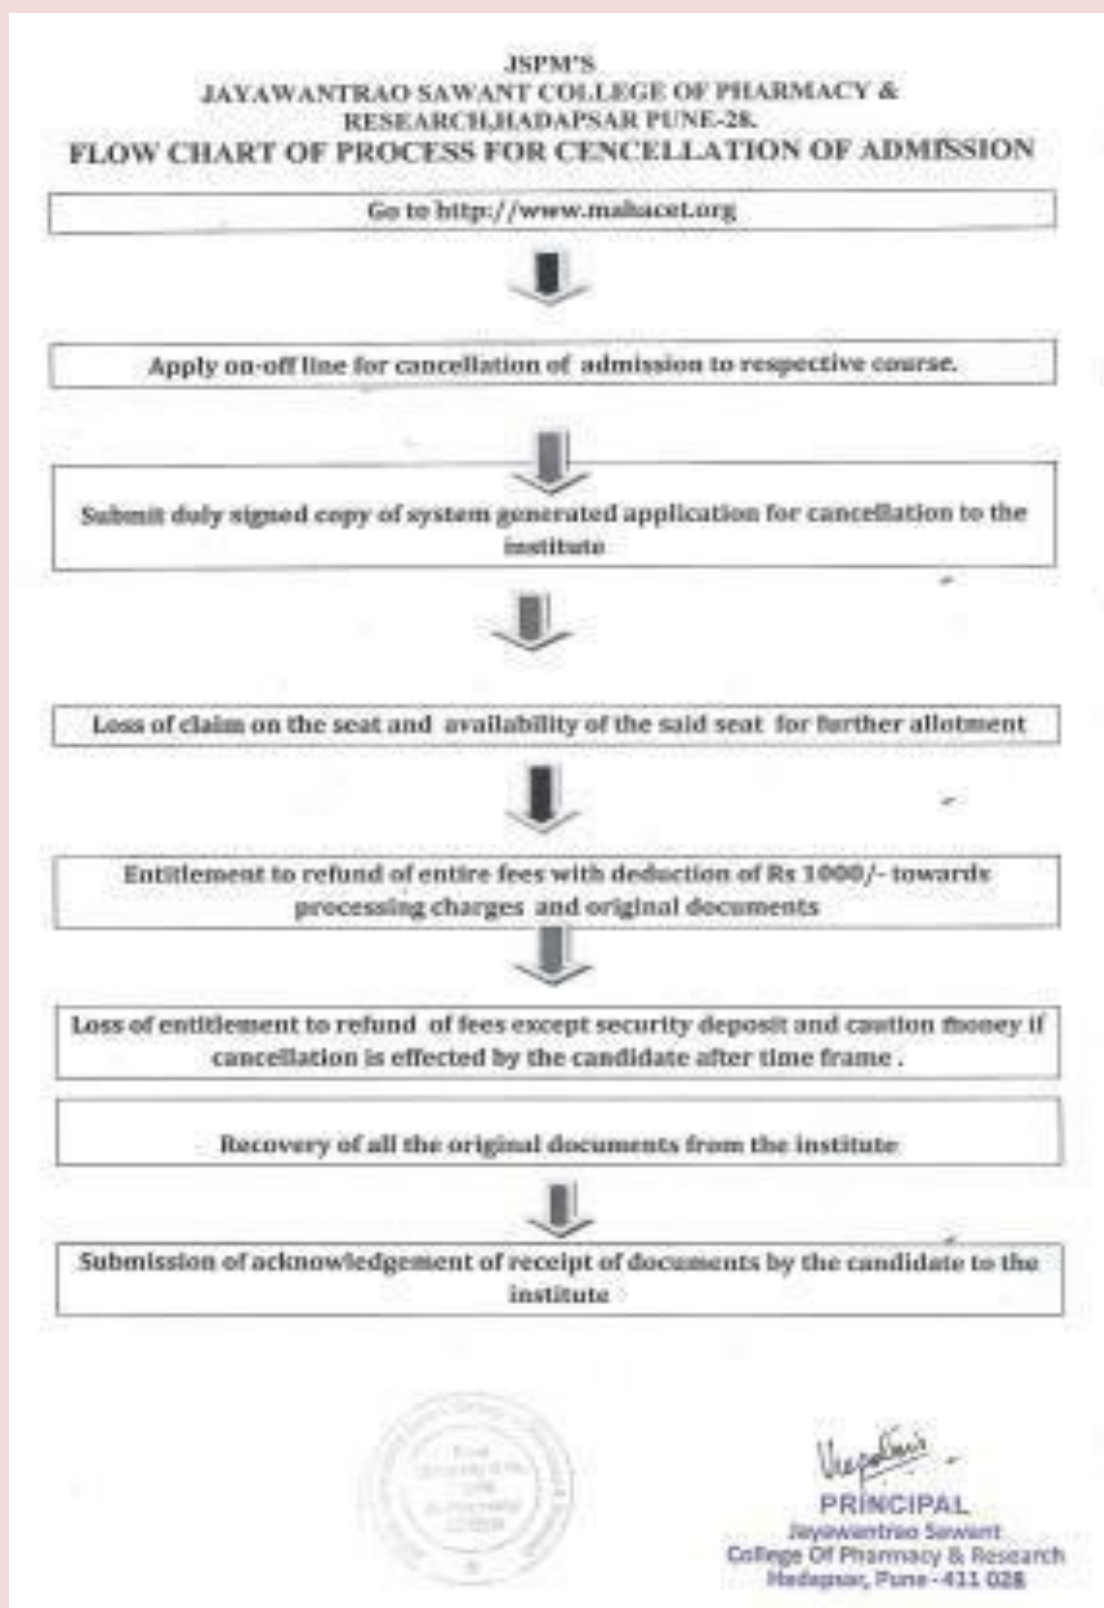 JSPM'S
JAYAWANTRAO SAWANT COLLEGE OF PHARMACY &
RESEARCH,HADAPSAR PUNE-28.
FLOW CHART OF PROCESS FOR CENCELLATION OF ADMISSION
Go to http://www.mahacet.org
Apply on-off line for cancellation of admission to respective course.
Submit duly signed copy of system generated application for cancellation to the
institute
Loss of claim on the seat and availability of the said seat for further allotment
Entitlement to refund of entire fees with deduction of Rs 1000/- towards
processing charges and original documents
Loss of entitlement to refund of fees except security deposit and caution money if
cancellation is effected by the candidate after time frame .
Recovery of all the original documents from the institute
Submission of acknowledgement of receipt of documents by the candidate to the
institute
PRINCIPAL
Jayawantrao Sawant
College Of Pharmacy & Research
Hadapsar, Pune-411 028